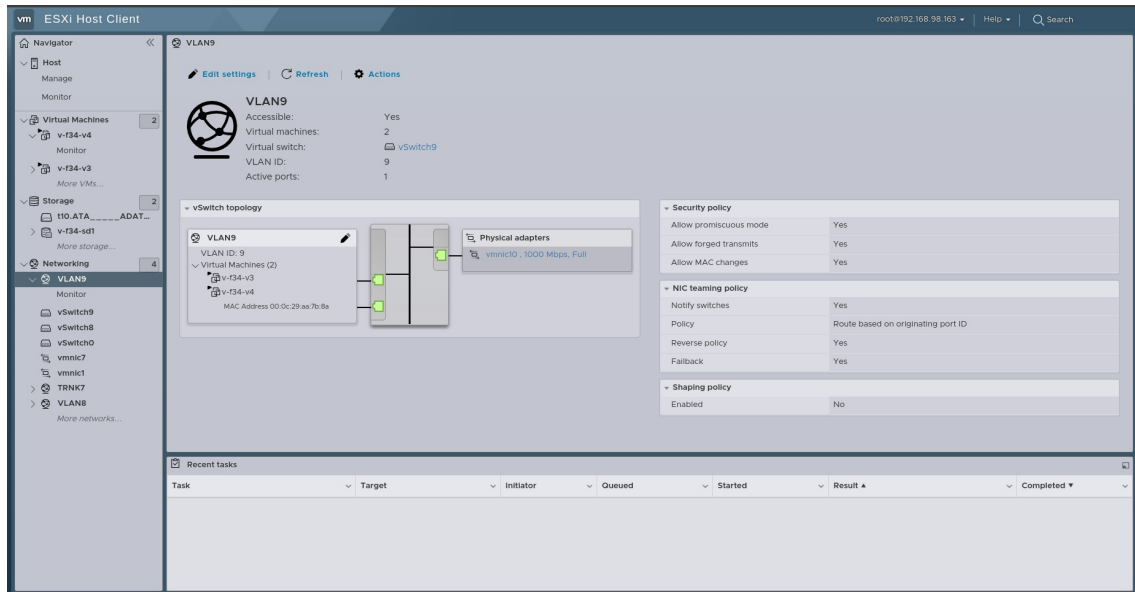 vm ESXi Host Client
root@192.168.98.163
Help
Search
Navigator
Host
Manage
Monitor
Virtual Machines 2
v-f34-v4
Monitor
v-f34-v3
More VMs...
Storage 2
t10.ATA_____ADAT...
v-f34-sd1
More storage...
Networking 4
VLAN9
Monitor
vSwitch9
vSwitch8
vSwitch0
vmnic7
vmnic1
TRNK7
VLAN8
More networks...
VLAN9
Edit settings | Refresh | Actions
VLAN9
Accessible: Yes
Virtual machines: 2
Virtual switch: vSwitch9
VLAN ID: 9
Active ports: 1
vSwitch topology
VLAN9
VLAN ID: 9
Virtual Machines (2)
v-f34-v3
v-f34-v4
MAC Address 00:0c:29:aa:7b:8a
Physical adapters
vmnic10 , 1000 Mbps, Full
Security policy
Allow promiscuous mode Yes
Allow forged transmits Yes
Allow MAC changes Yes
NIC teaming policy
Notify switches Yes
Policy Route based on originating port ID
Reverse policy Yes
Failback Yes
Shaping policy
Enabled No
Recent tasks
Task Target Initiator Queued Started Result Completed